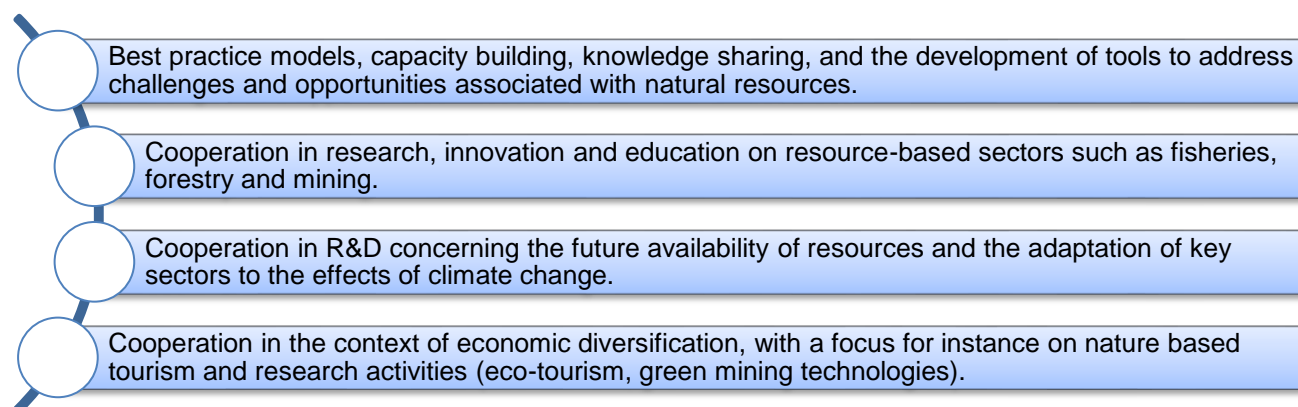 Best practice models, capacity building, knowledge sharing, and the development of tools to address
challenges and opportunities associated with natural resources.
Cooperation in research, innovation and education on resource-based sectors such as fisheries,
forestry and mining.
Cooperation in R&D concerning the future availability of resources and the adaptation of key
sectors to the effects of climate change.
Cooperation in the context of economic diversification, with a focus for instance on nature based
tourism and research activities (eco-tourism, green mining technologies).